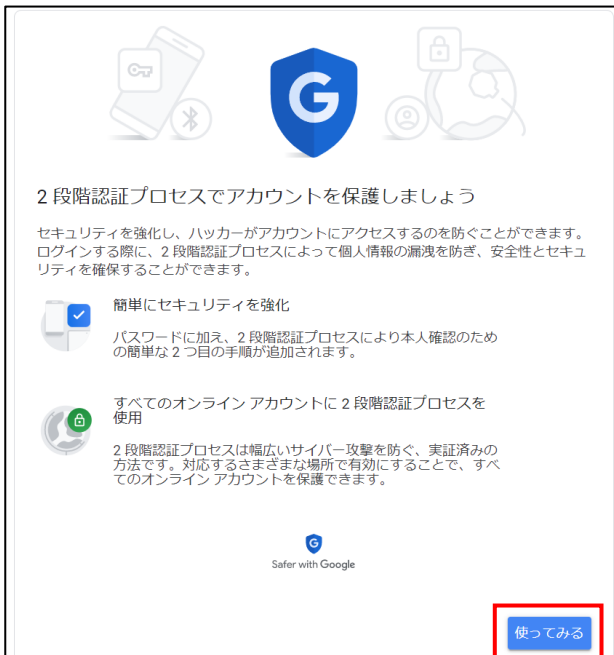 G
2 段階認証プロセスでアカウントを保護しましょう
セキュリティを強化し、ハッカーがアカウントにアクセスするのを防ぐことができます。
ログインする際に、2 段階認証プロセスによって個人情報の漏洩を防ぎ、安全性とセキュ
リティを確保することができます。
簡単にセキュリティを強化
パスワードに加え、2 段階認証プロセスにより本人確認のため
の簡単な 2 つ目の手順が追加されます。
すべてのオンライン アカウントに 2 段階認証プロセスを
使用
2 段階認証プロセスは幅広いサイバー攻撃を防ぐ、実証済みの
方法です。対応するさまざまな場所で有効にすることで、すべ
てのオンライン アカウントを保護できます。
G
Safer with Google
使ってみる